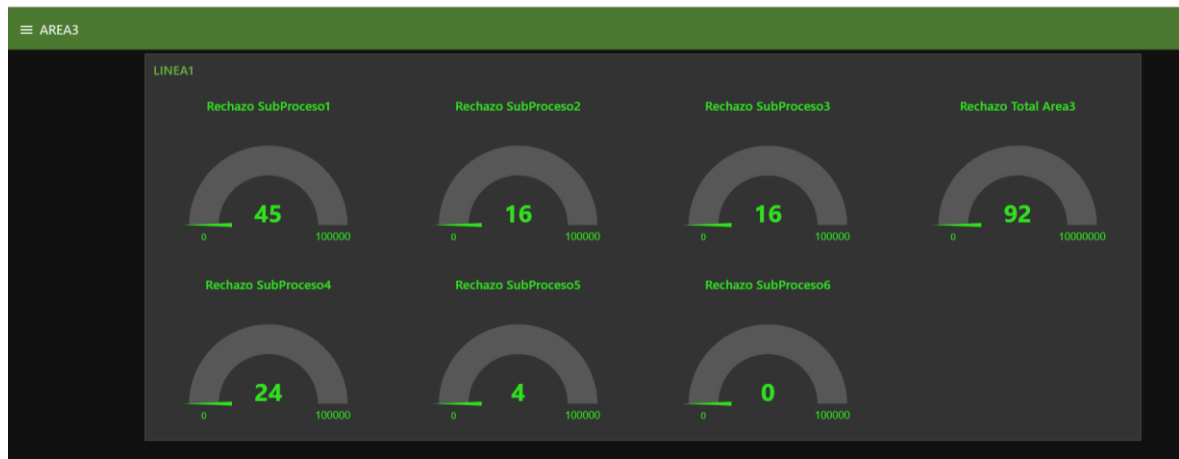 AREA3
LINEA1
Rechazo SubProceso1
45
0 100000
Rechazo SubProceso2
16
0 100000
Rechazo SubProceso3
16
0 100000
Rechazo Total Area3
92
0 10000000
Rechazo SubProceso4
24
0 100000
Rechazo SubProceso5
4
0 100000
Rechazo SubProceso6
0
0 100000